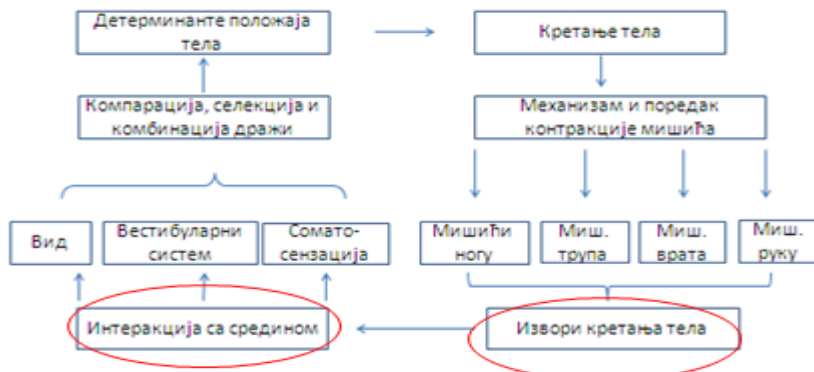 Детерминанте положаја
тела
Кретање тела
Компарација, селекција и
комбинација дражи
Механизам и поредак
контракције мишића
Вид
Вестибуларни
систем
Сомато-
сензација
Мишићи
ногу
Миш.
трупа
Миш.
врата
Миш.
руку
Интеракција са средином
Извори кретања тела